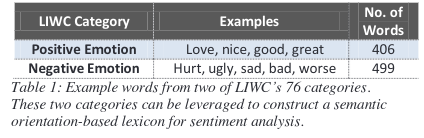 LIWC Category Examples No. of Words
Positive Emotion Love, nice, good, great 406
Negative Emotion Hurt, ugly, sad, bad, worse 499
Table 1: Example words from two of LIWC's 76 categories.
These two categories can be leveraged to construct a semantic
orientation-based lexicon for sentiment analysis.